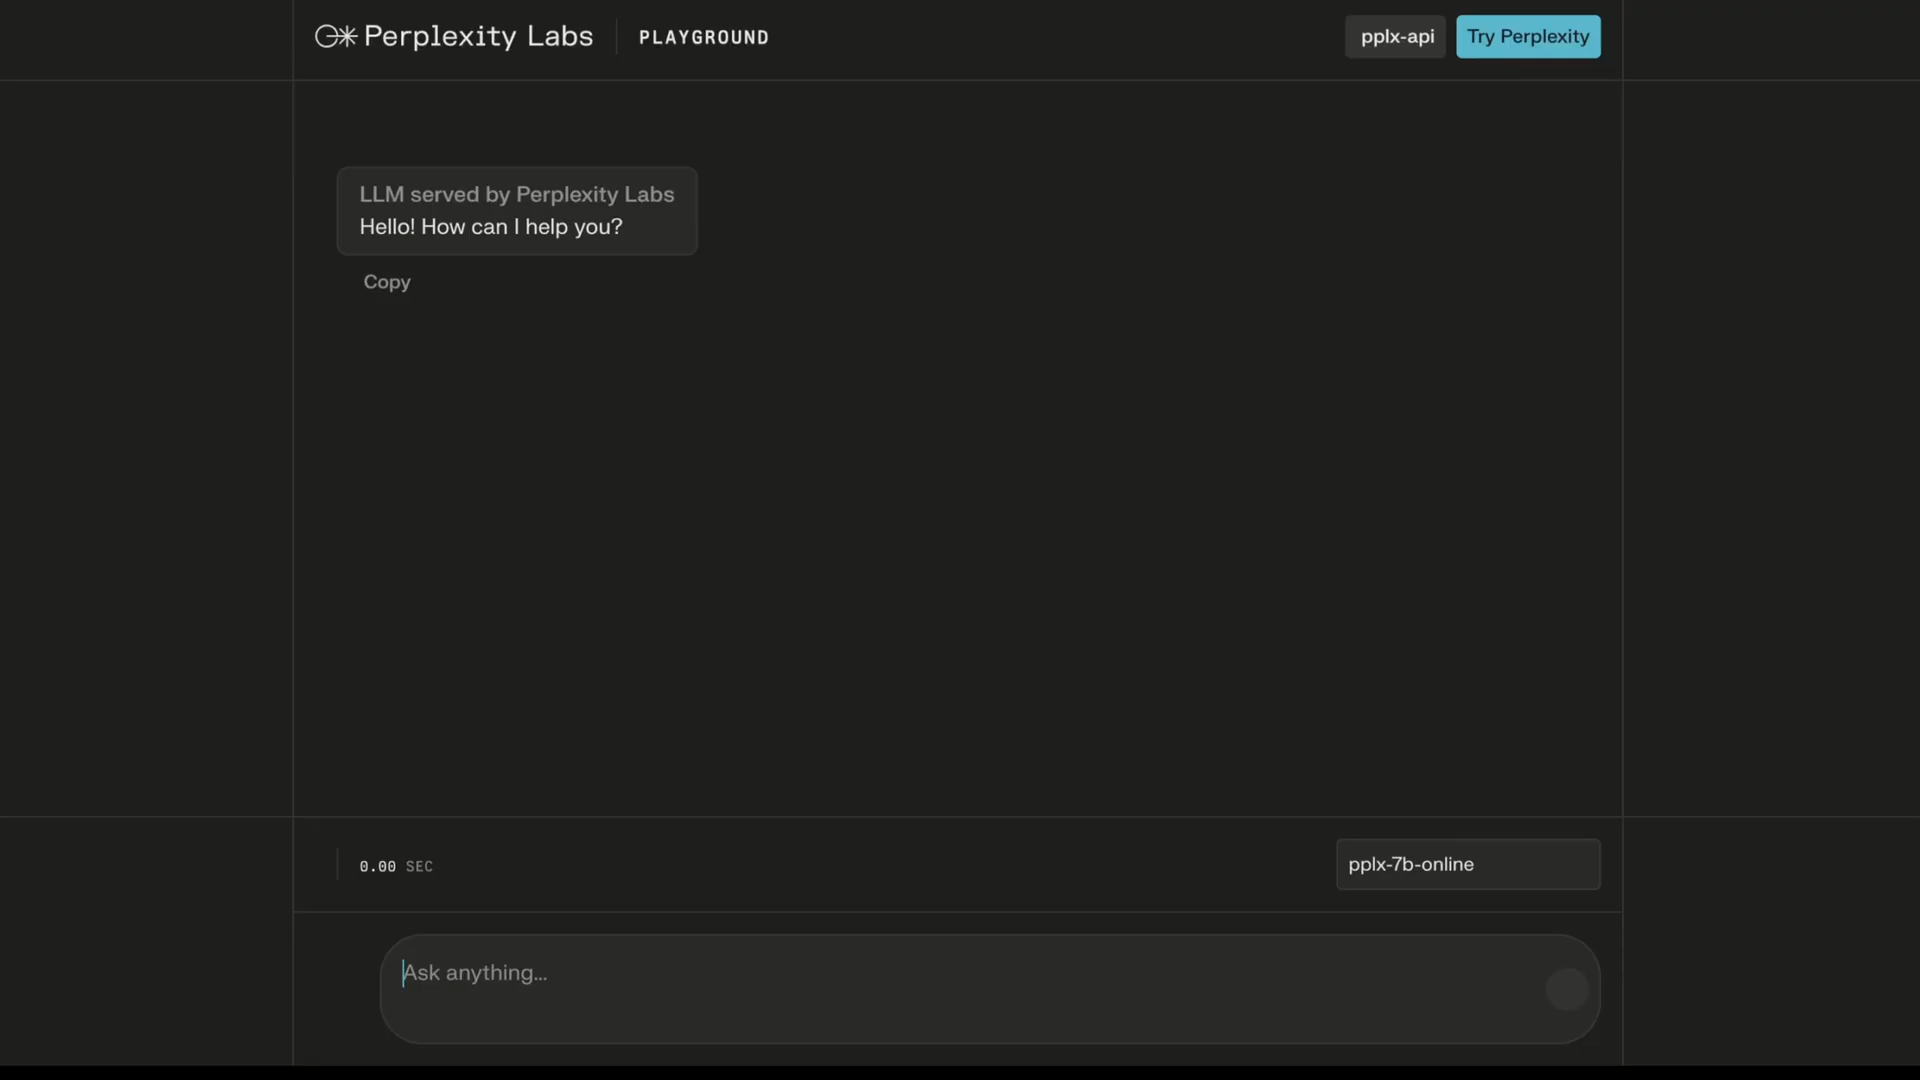 Perplexity Labs
PLAYGROUND
pplx-api
Try Perplexity
LLM served by Perplexity Labs
Hello! How can I help you?
Copy
0.00 SEC
pplx-7b-online
Ask anything...